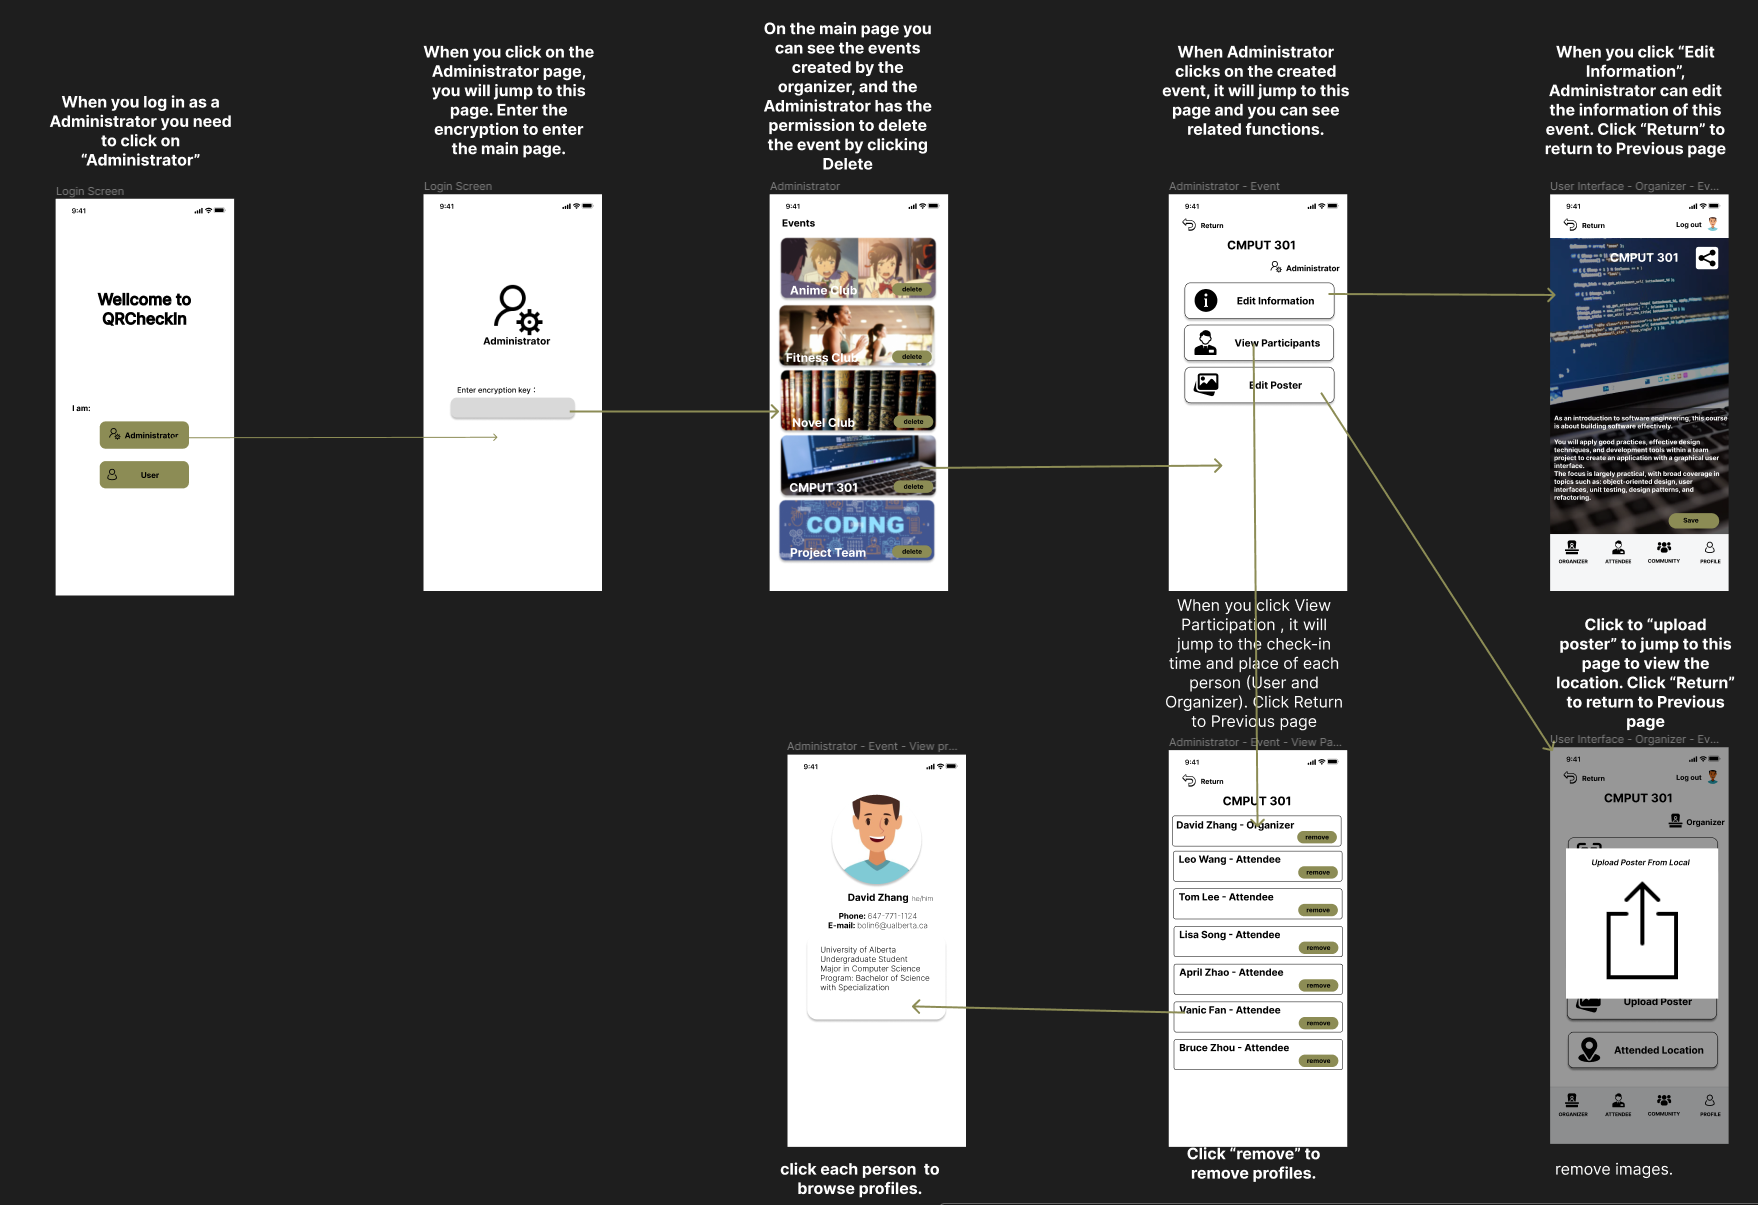 When you log in as a
Administrator you need
to click on
“Administrator”
Login Screen
9:41
Wellcome to
QRCheckIn
I am:
Administrator
User
When you click on the
Administrator page,
you will jump to this
page. Enter the
encryption to enter
the main page.
Login Screen
9:41
Administrator
Enter encryption key：
On the main page you
can see the events
created by the
organizer, and the
Administrator has the
permission to delete
the event by clicking
Delete
Administrator
9:41
Events
Anime Club
delete
Fitness Club
delete
Novel Club
delete
CMPUT 301
delete
CODING
Project Team
delete
When Administrator
clicks on the created
event, it will jump to this
page and you can see
related functions.
Administrator - Event
9:41
Return
CMPUT 301
Administrator
Edit Information
View Participants
Edit Poster
When you click “Edit
Information”,
Administrator can edit
the information of this
event. Click “Return” to
return to Previous page
User Interface - Organizer - Ev...
9:41
Return
Log out
CMPUT 301
As an introduction to software engineering, this course
is about building software effectively.
You will apply good practices, effective design
techniques, and development tools within a team
project to create an application with a graphical user
interface.
The focus is largely practical, with broad coverage in
topics such as: object-oriented design, user
interfaces, unit testing, design patterns, and
refactoring.
Save
ORGANIZER
ATTENDEE
COMMUNITY
PROFILE
When you click View
Participation , it will
jump to the check-in
time and place of each
person (User and
Organizer). Click Return
to Previous page
Administrator - Event - View Pa...
9:41
Return
CMPUT 301
David Zhang - Organizer
remove
Leo Wang - Attendee
remove
Tom Lee - Attendee
remove
Lisa Song - Attendee
remove
April Zhao - Attendee
remove
Vanic Fan - Attendee
remove
Bruce Zhou - Attendee
remove
Click “remove” to
remove profiles.
Administrator - Event - View pr...
9:41
David Zhang he/him
Phone: 647-771-1124
E-mail: bolin6@ualberta.ca
University of Alberta
Undergraduate Student
Major in Computer Science
Program: Bachelor of Science
with Specialization
click each person  to
browse profiles.
Click to “upload
poster” to jump to this
page to view the
location. Click “Return”
to return to Previous
page
User Interface - Organizer - Ev...
9:41
Return
Log out
CMPUT 301
Organizer
Upload Poster From Local
Upload Poster
Attended Location
ORGANIZER
ATTENDEE
COMMUNITY
PROFILE
remove images.